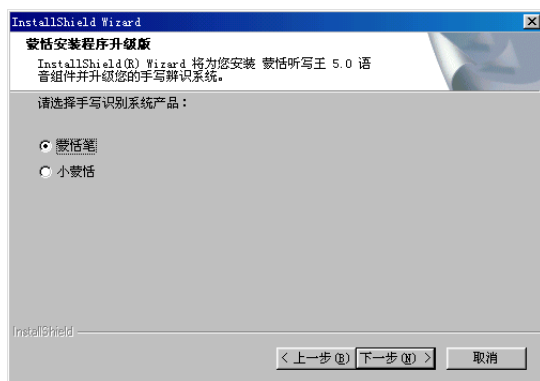 InstallShield Wizard
蒙恬安装程序升级版
InstallShield(R) Wizard 将为您安装 蒙恬听写王 5.0 语
音组件并升级您的手写辨识系统。
请选择手写识别系统产品：
蒙恬笔
小蒙恬
InstallShield
< 上一步(B)
下一步(N) >
取消